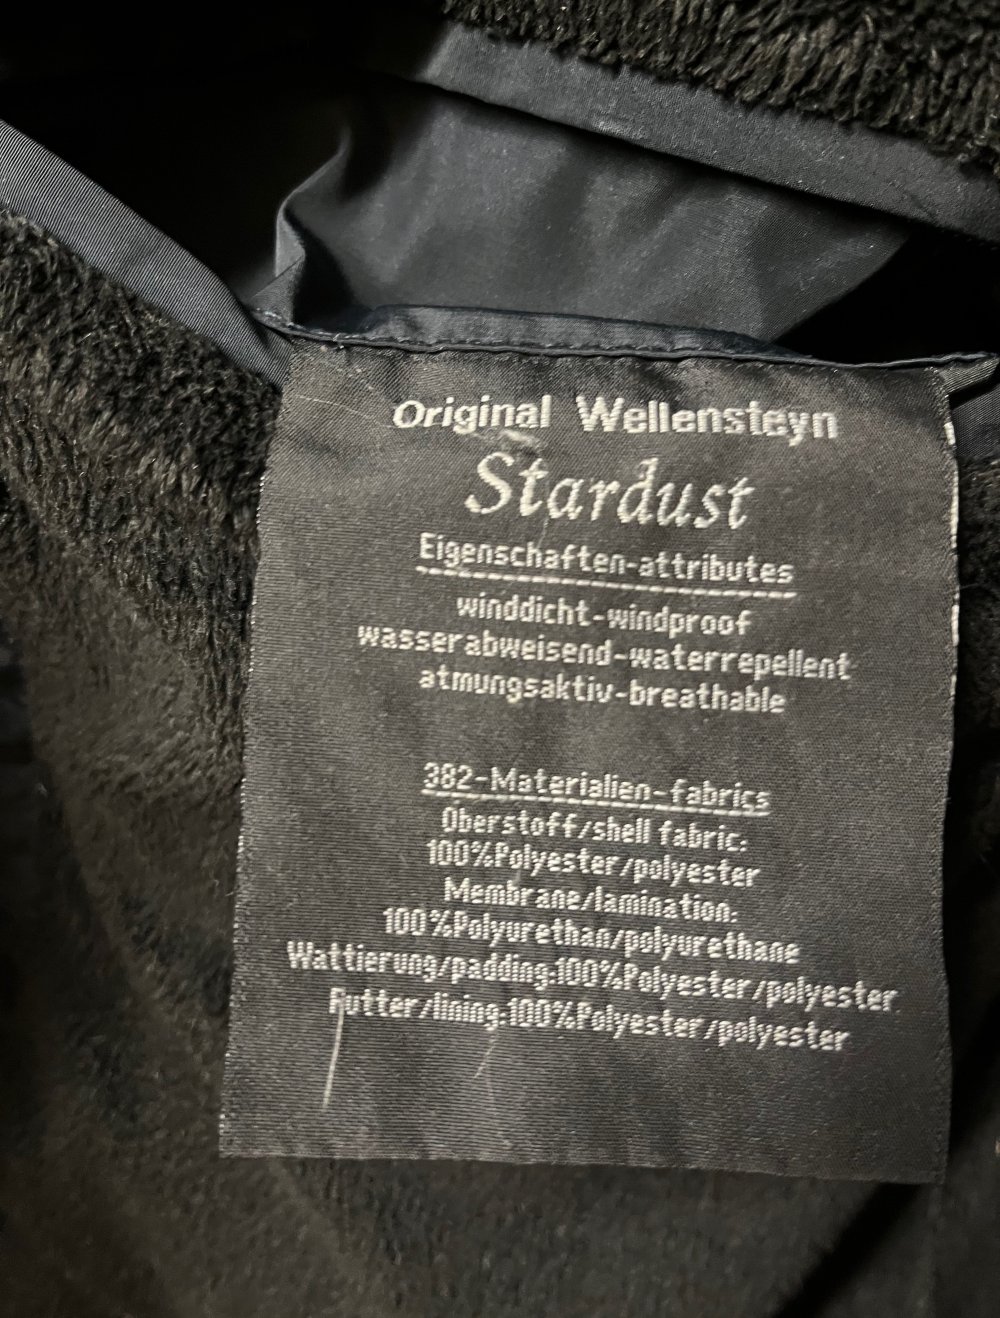 Original Wellensteyn
Stardust
Eigenschaften-attributes
winddicht-windproof
wasserabweisend-waterrepellent
atmungsaktiv-breathable
382-Materialien-fabrics
Oberstoff/shell fabric:
100%Polyester/polyester
Membrane/lamination:
100%Polyurethan/polyurethane
Wattierung/padding:100%Polyester/polyester
Futter/lining:100%Polyester/polyester